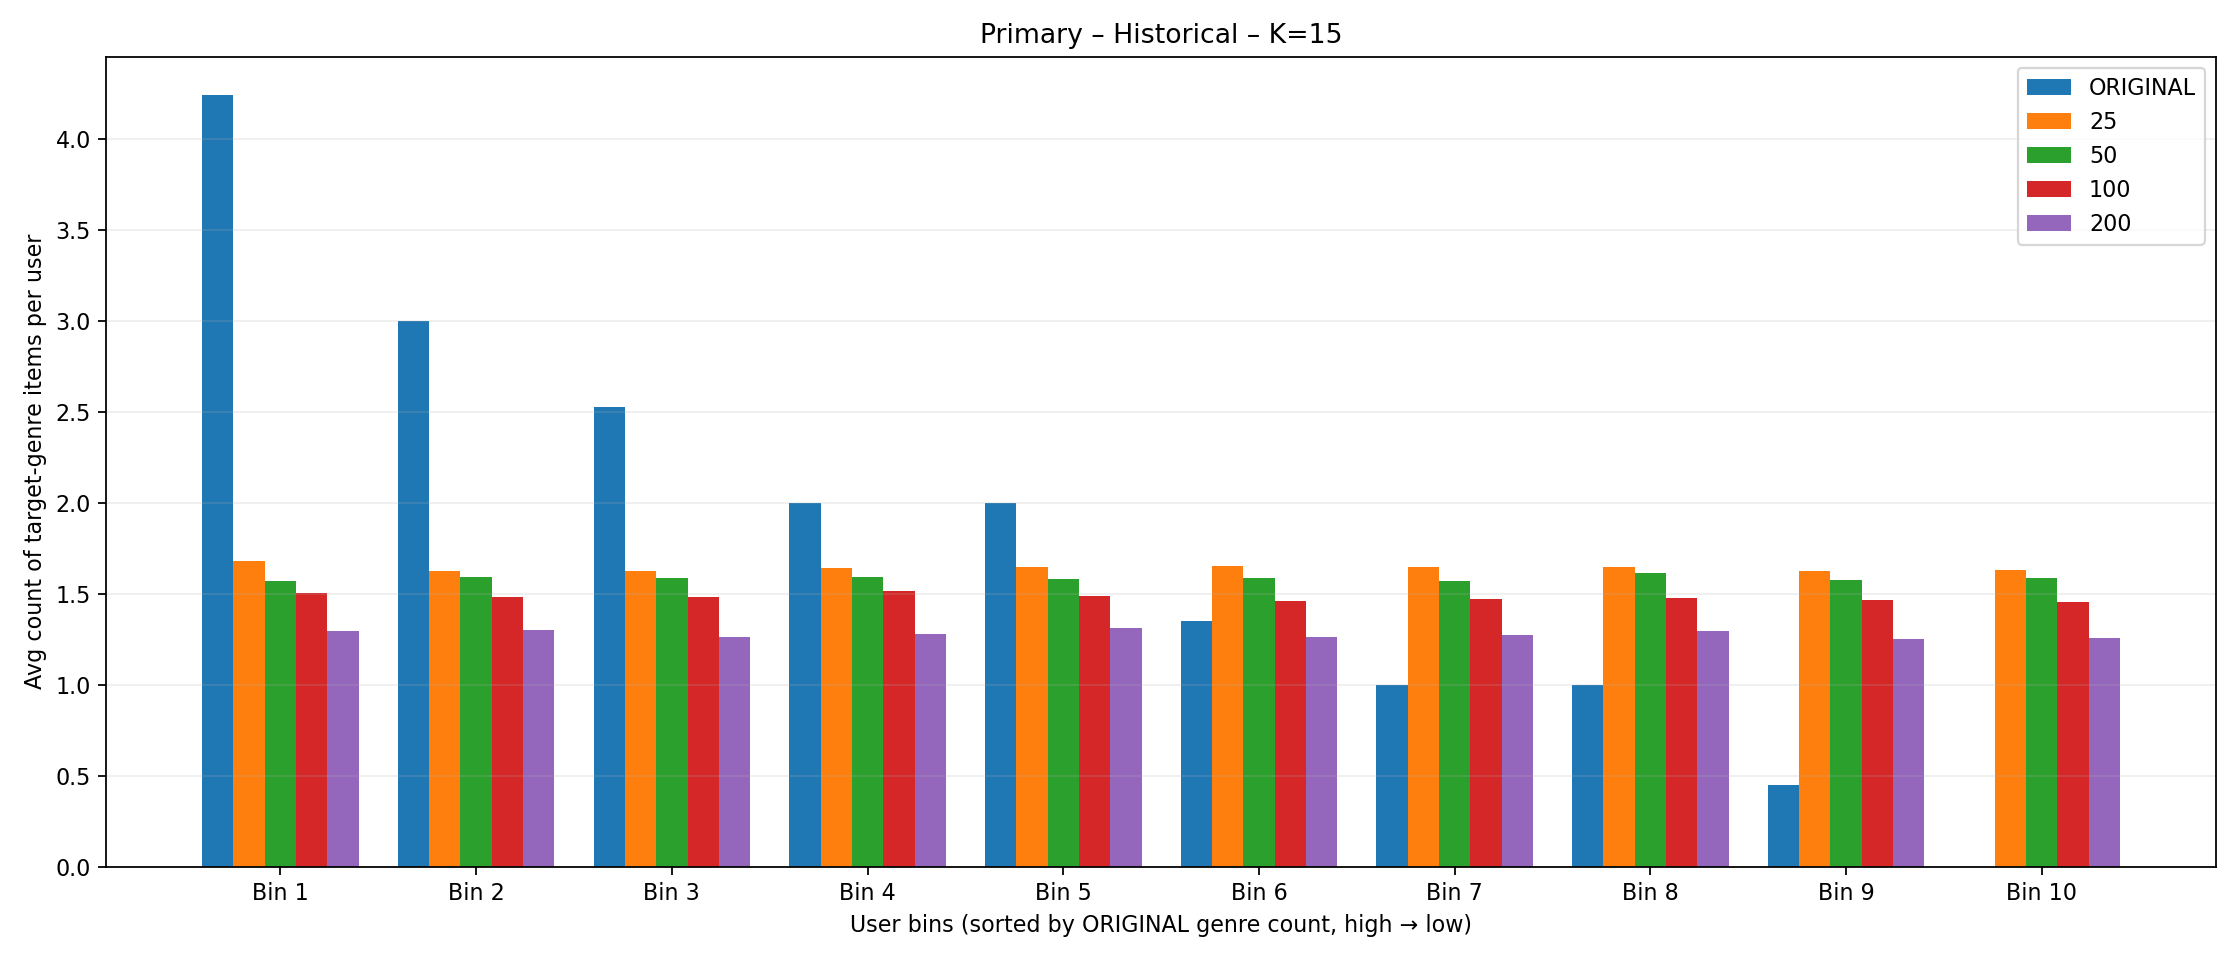 Primary – Historical – K=15
ORIGINAL
25
50
100
200
Avg count of target-genre items per user
4.0
3.5
3.0
2.5
2.0
1.5
1.0
0.5
0.0
Bin 1 Bin 2 Bin 3 Bin 4 Bin 5 Bin 6 Bin 7 Bin 8 Bin 9 Bin 10
User bins (sorted by ORIGINAL genre count, high → low)